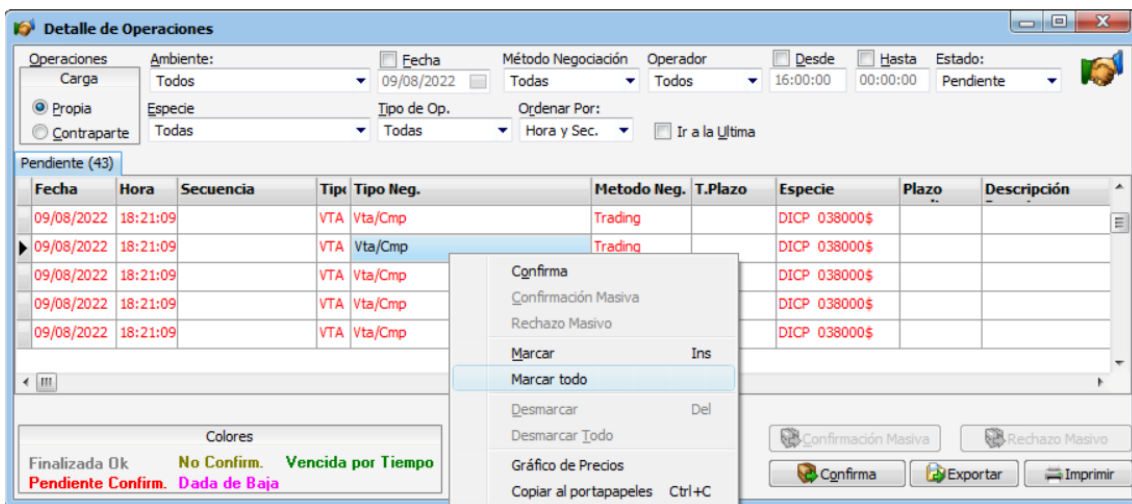 Detalle de Operaciones
Operaciones Ambiente: Fecha Método Negociación Operador Desde Hasta Estado:
Carga Todos 09/08/2022 Todas Todos 16:00:00 00:00:00 Pendiente
Propia Especie Tipo de Op. Ordenar Por:
Contraparte Todas Todas Hora y Sec. Ir a la Ultima
Pendiente (43)
Fecha Hora Secuencia Tipo Neg. Metodo Neg. T.Plazo Especie Plazo Descripción
09/08/2022 18:21:09 VTA Vta/Cmp Trading DICP 038000$
09/08/2022 18:21:09 VTA Vta/Cmp Trading DICP 038000$
09/08/2022 18:21:09 VTA Vta/Cmp DICP 038000$
09/08/2022 18:21:09 VTA Vta/Cmp DICP 038000$
09/08/2022 18:21:09 VTA Vta/Cmp DICP 038000$
Confirma
Confirmación Masiva
Rechazo Masivo
Marcar Ins
Marcar todo
Desmarcar Del
Desmarcar Todo
Gráfico de Precios
Copiar al portapapeles Ctrl+C
Colores
Finalizada Ok No Confirm. Vencida por Tiempo
Pendiente Confirm. Dada de Baja
Confirmación Masiva Rechazo Masivo
Confirma Exportar Imprimir